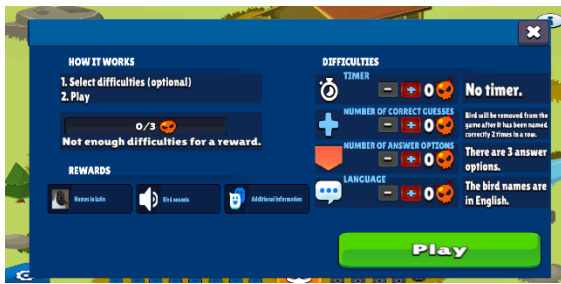 HOW IT WORKS
1. Select difficulties (optional)
2. Play
0/3
Not enough difficulties for a reward.
REWARDS
Names in latin
Bird sounds
Additional information
DIFFICULTIES
TIMER
0
No timer.
NUMBER OF CORRECT GUESSES
0
Bird will be removed from the
game after it has been named
correctly 2 times in a row.
NUMBER OF ANSWER OPTIONS
0
There are 3 answer
options.
LANGUAGE
0
The bird names are
in English.
Play